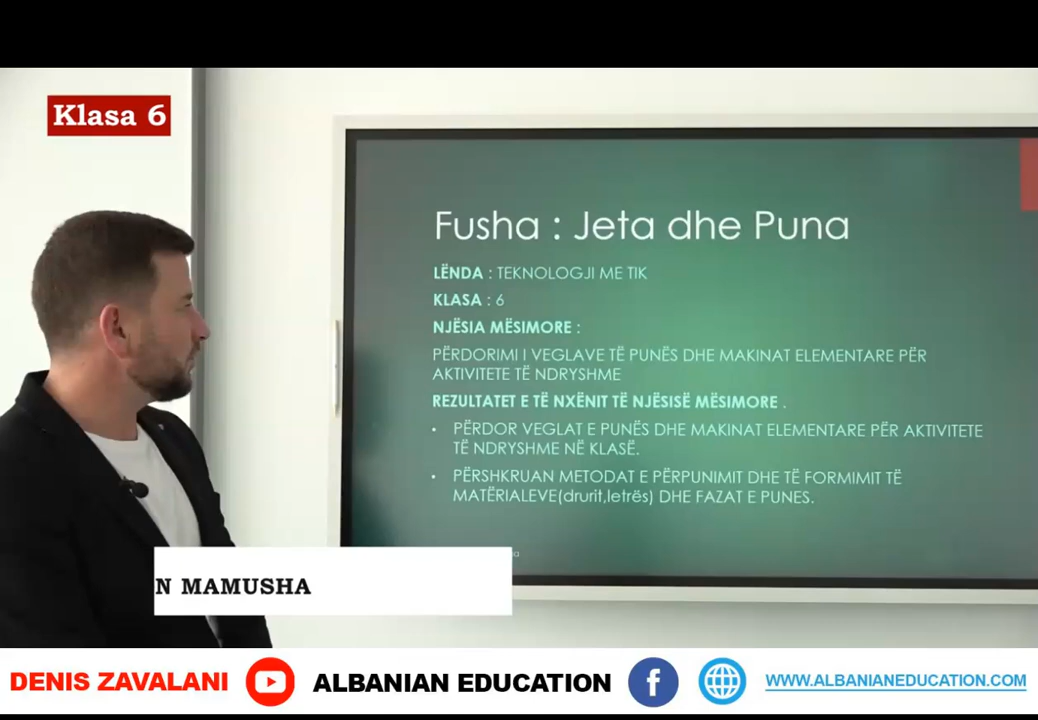 Klasa 6
Fusha : Jeta dhe Puna
LËNDA : TEKNOLOGJI ME TIK
KLASA : 6
NJËSIA MËSIMORE :
PËRDORIMI I VEGLAVE TË PUNËS DHE MAKINAT ELEMENTARE PËR
AKTIVITETE TË NDRYSHME
REZULTATET E TË NXËNIT TË NJËSISË MËSIMORE .
• PËRDOR VEGLAT E PUNËS DHE MAKINAT ELEMENTARE PËR AKTIVITETE
TË NDRYSHME NË KLASË.
• PËRSHKRUAN METODAT E PËRPUNIMIT DHE TË FORMIMIT TË
MATËRIALEVE(drurit,letrës) DHE FAZAT E PUNES.
N MAMUSHA
DENIS ZAVALANI
ALBANIAN EDUCATION
WWW.ALBANIANEDUCATION.COM